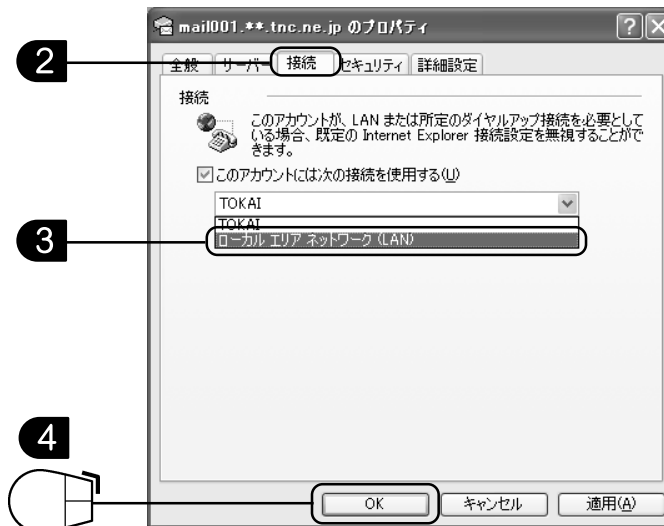 mail001.**.tnc.ne.jp のプロパティ
2
全般 サーバー 接続 セキュリティ 詳細設定
接続
このアカウントが、LAN または所定のダイヤルアップ接続を必要として
いる場合、既定の Internet Explorer 接続設定を無視することがで
きます。
このアカウントには次の接続を使用する(U)
TOKAI
TOKAI
3
ローカル エリア ネットワーク (LAN)
4
OK キャンセル 適用(A)